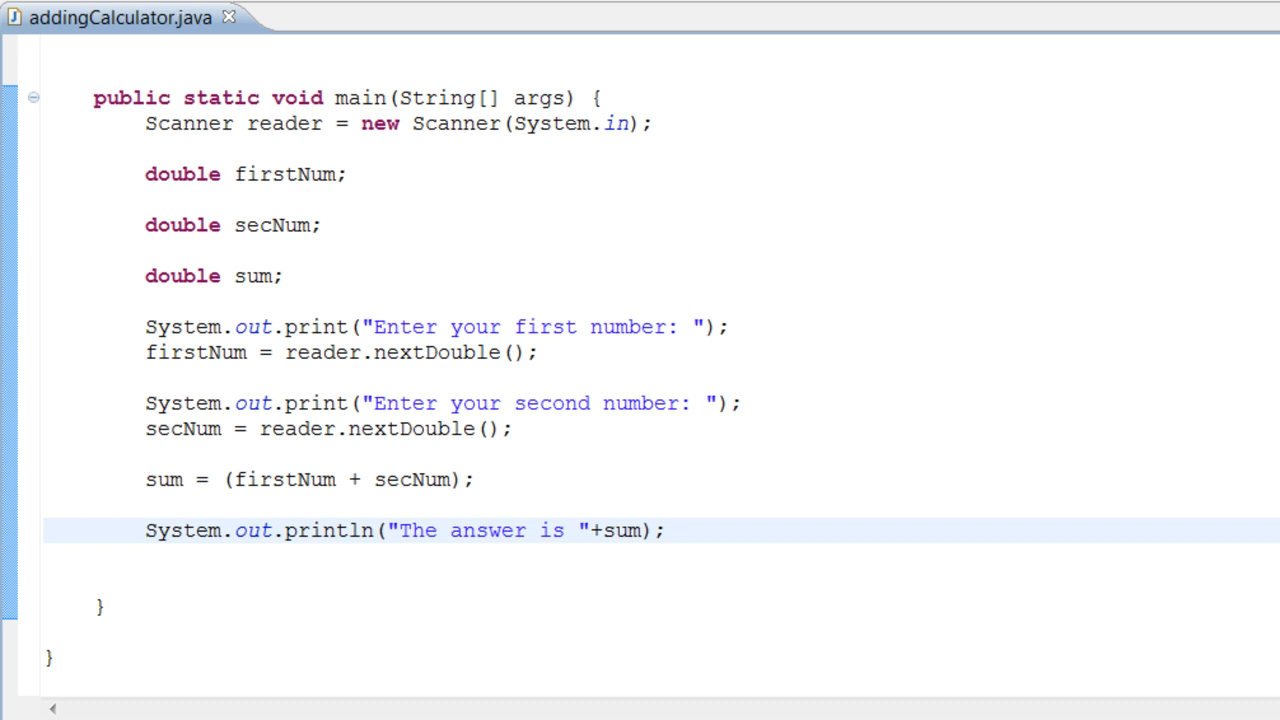 addingCalculator.java
public static void main(String[] args) {
Scanner reader = new Scanner(System.in);
double firstNum;
double secNum;
double sum;
System.out.print("Enter your first number: ");
firstNum = reader.nextDouble();
System.out.print("Enter your second number: ");
secNum = reader.nextDouble();
sum = (firstNum + secNum);
System.out.println("The answer is "+sum);
}
}